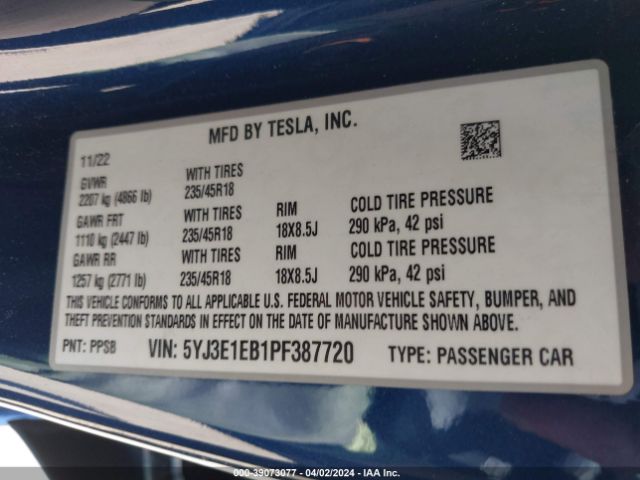 MFD BY TESLA, INC.
11/22
GVWR WITH TIRES
2207 kg (4866 lb) 235/45R18
GAWR FRT WITH TIRES RIM COLD TIRE PRESSURE
1110 kg (2447 lb) 235/45R18 18X8.5J 290 kPa, 42 psi
GAWR RR WITH TIRES RIM COLD TIRE PRESSURE
1257 kg (2771 lb) 235/45R18 18X8.5J 290 kPa, 42 psi
THIS VEHICLE CONFORMS TO ALL APPLICABLE U.S. FEDERAL MOTOR VEHICLE SAFETY, BUMPER, AND
THEFT PREVENTION STANDARDS IN EFFECT ON THE DATE OF MANUFACTURE SHOWN ABOVE.
PNT: PPSB VIN: 5YJ3E1EB1PF387720 TYPE: PASSENGER CAR
000-39073077 - 04/02/2024 - IAA Inc.